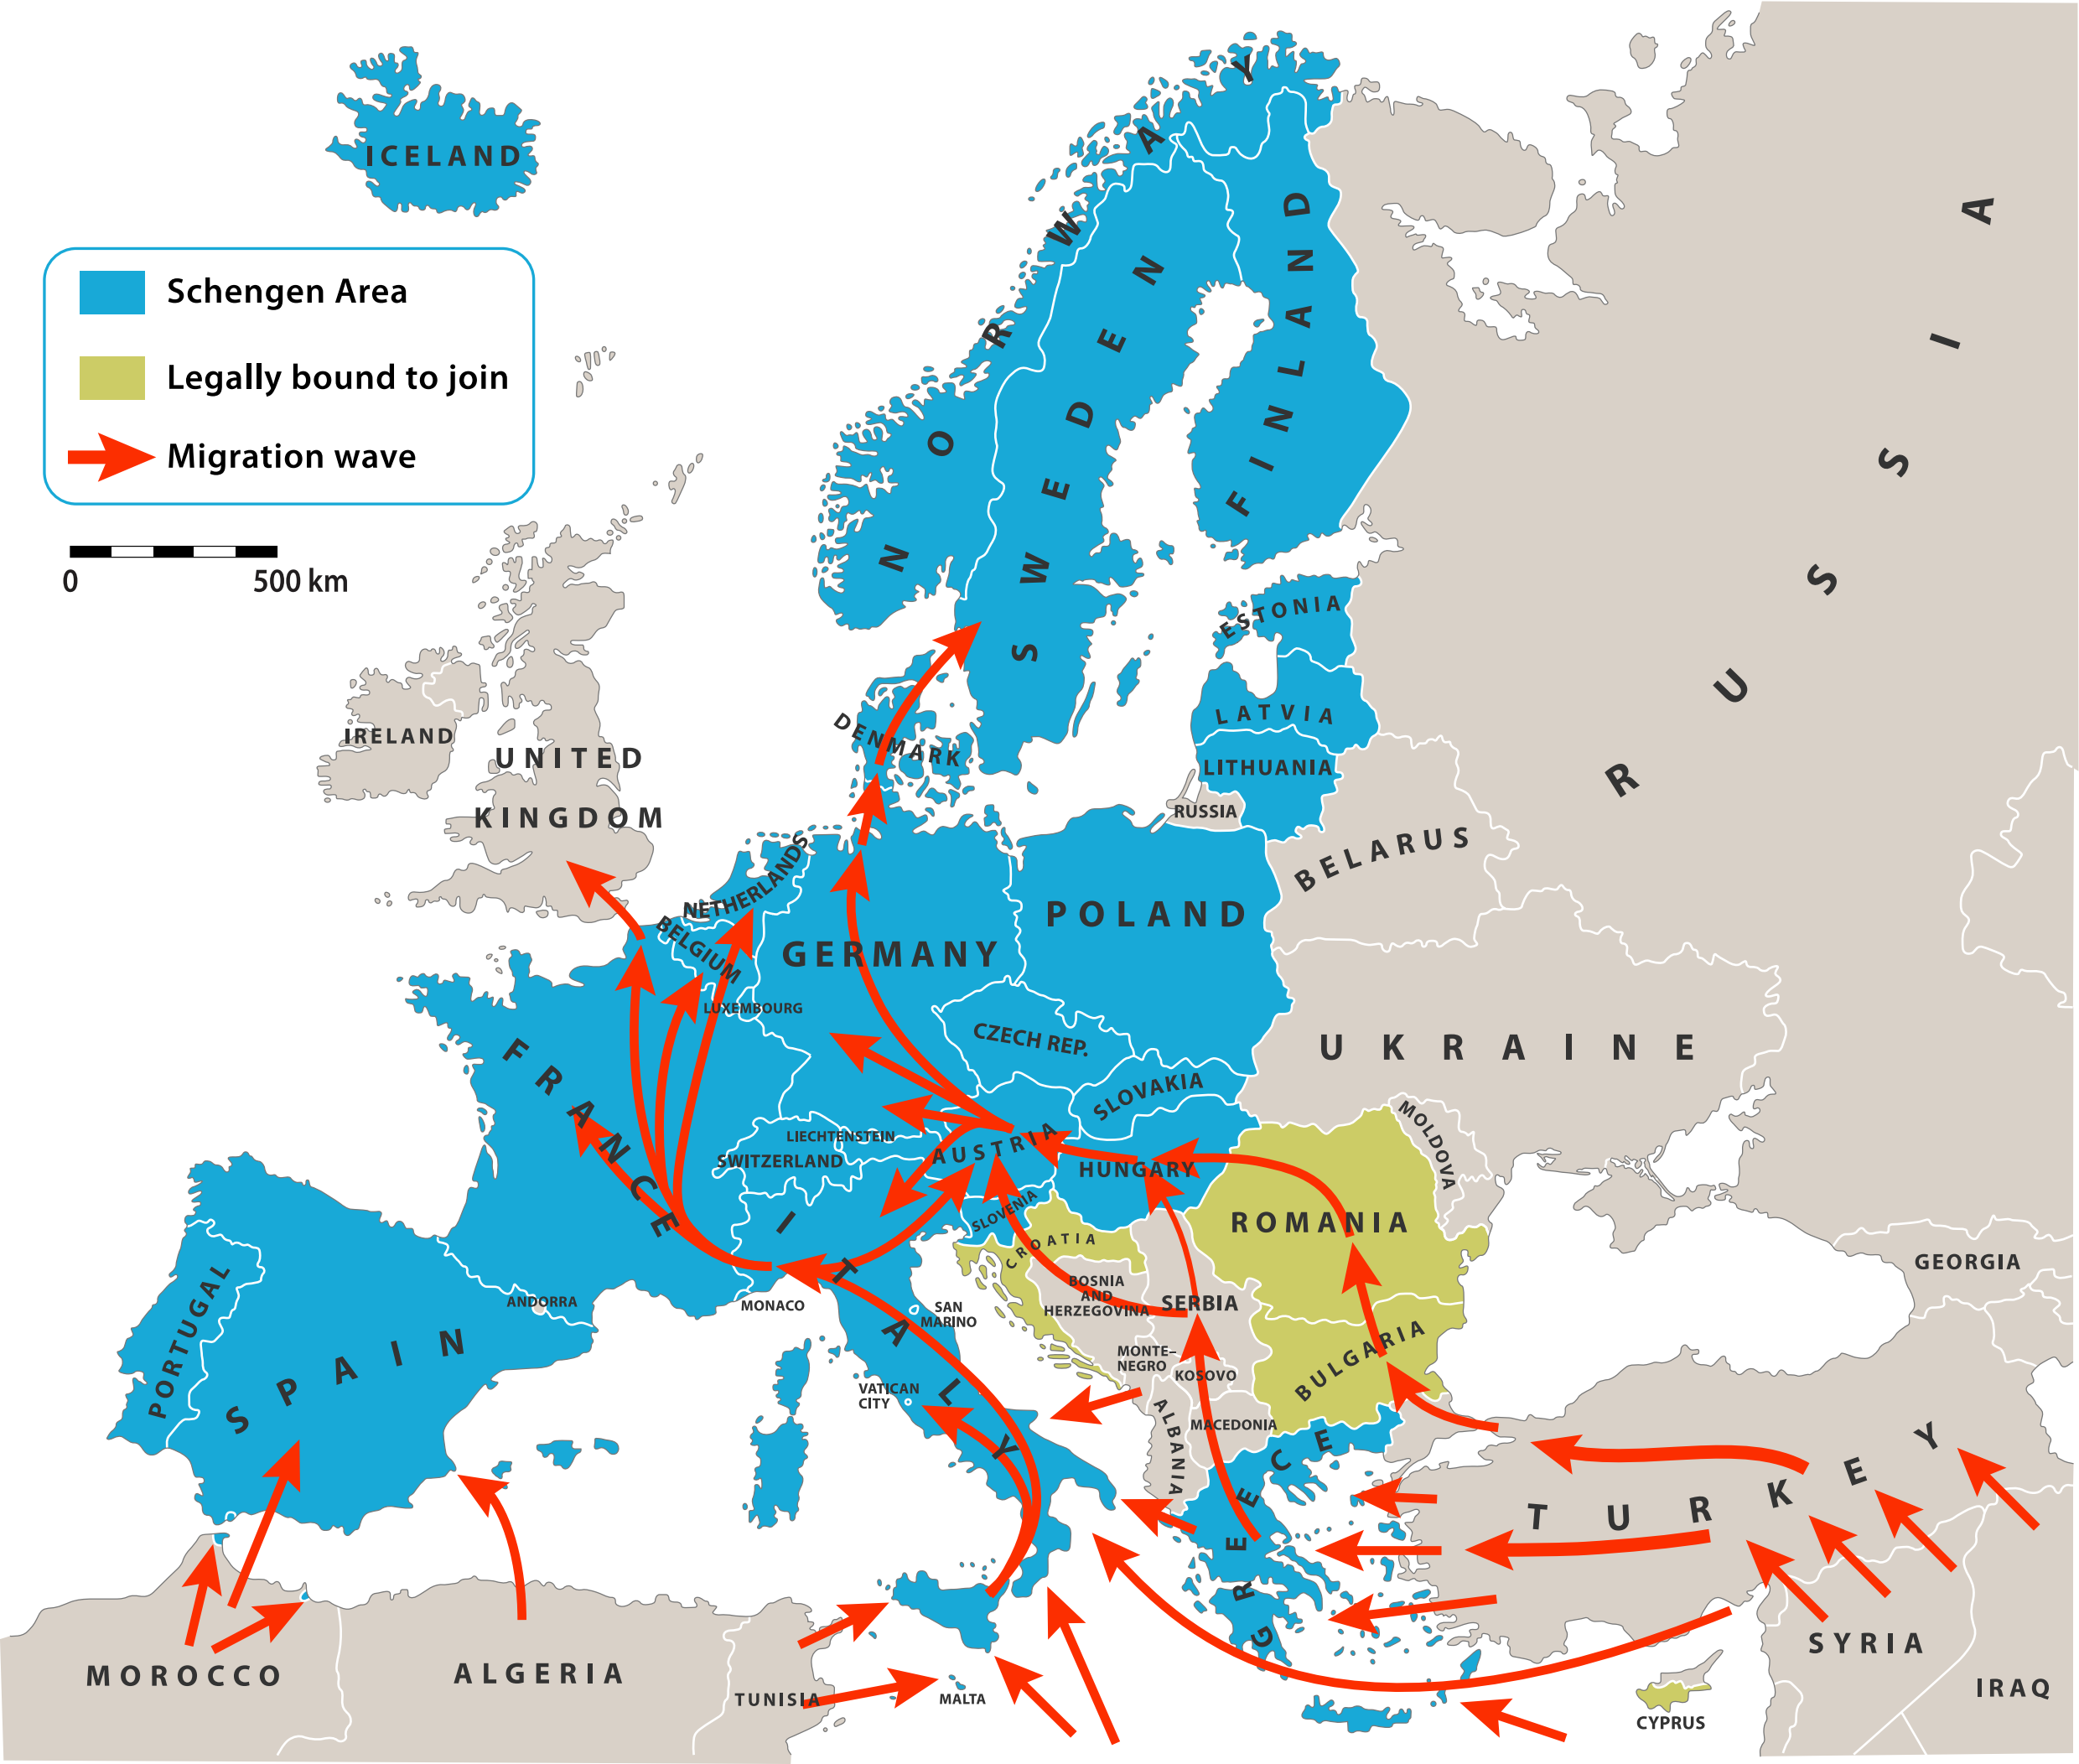 ICELAND
Schengen Area
Legally bound to join
Migration wave
0 500 km
NORWAY
SWEDEN
FINLAND
RUSSIA
ESTONIA
LATVIA
LITHUANIA
RUSSIA
DENMARK
IRELAND
UNITED
KINGDOM
BELARUS
NETHERLANDS
BELGIUM
GERMANY
POLAND
LUXEMBOURG
CZECH REP.
UKRAINE
SLOVAKIA
MOLDOVA
FRANCE
LIECHTENSTEIN
SWITZERLAND
AUSTRIA
HUNGARY
SLOVENIA
CROATIA
ROMANIA
ITALY
BOSNIA
AND
HERZEGOVINA
SERBIA
GEORGIA
ANDORRA
MONACO
SAN
MARINO
PORTUGAL
SPAIN
MONTE–
NEGRO
KOSOVO
BULGARIA
VATICAN
CITY
ALBANIA
MACEDONIA
GREECE
TURKEY
MOROCCO
ALGERIA
TUNISIA
MALTA
SYRIA
IRAQ
CYPRUS